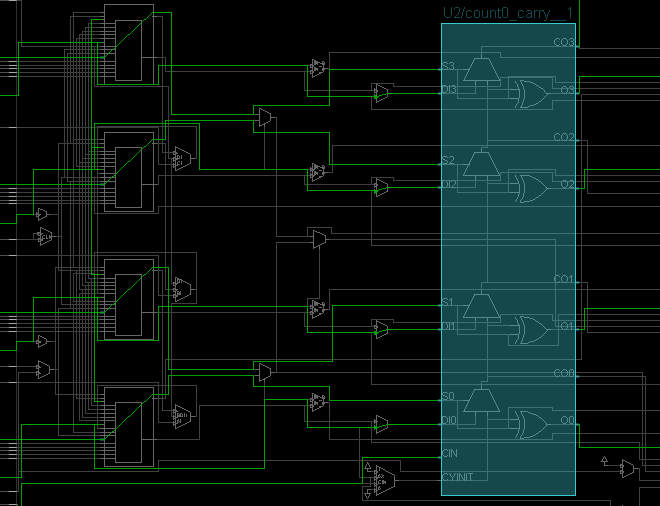 U2/count0_carry__1
CO3
S3
DI3
O3
CO2
S2
DI2
O2
CO1
S1
DI1
O1
CO0
S0
DI0
O0
CIN
CYINIT